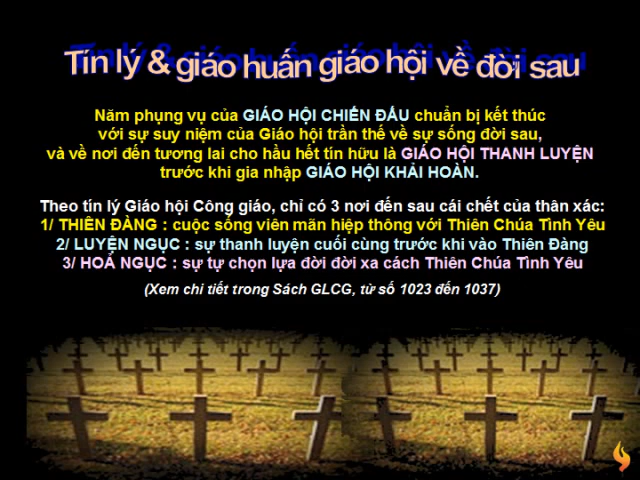 Tín lý & giáo huấn giáo hội về đời sau
Năm phụng vụ của GIÁO HỘI CHIẾN ĐẤU chuẩn bị kết thúc
với sự suy niệm của Giáo hội trần thế về sự sống đời sau,
và về nơi đến tương lai cho hầu hết tín hữu là GIÁO HỘI THANH LUYỆN
trước khi gia nhập GIÁO HỘI KHẢI HOÀN.
Theo tín lý Giáo hội Công giáo, chỉ có 3 nơi đến sau cái chết của thân xác:
1/ THIÊN ĐÀNG : cuộc sống viên mãn hiệp thông với Thiên Chúa Tình Yêu
2/ LUYỆN NGỤC : sự thanh luyện cuối cùng trước khi vào Thiên Đàng
3/ HOẢ NGỤC : sự tự chọn lựa đời đời xa cách Thiên Chúa Tình Yêu
(Xem chi tiết trong Sách GLCG, từ số 1023 đến 1037)